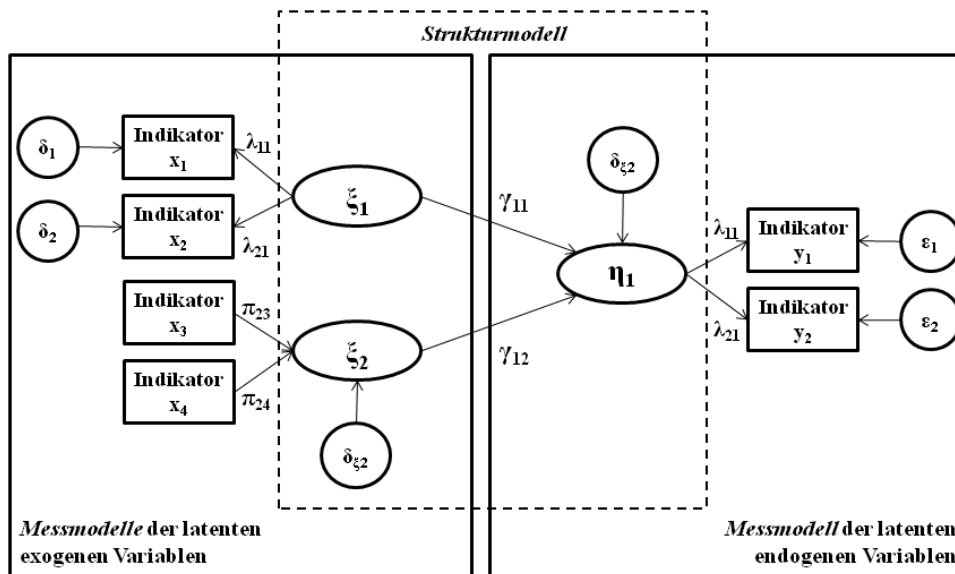 Strukturmodell
δ1
Indikator
x1
λ11
ξ1
δ2
Indikator
x2
λ21
Indikator
x3
π23
Indikator
x4
π24
ξ2
δξ2
γ11
γ12
δξ2
η1
λ11
Indikator
y1
ε1
λ21
Indikator
y2
ε2
Messmodelle der latenten
exogenen Variablen
Messmodell der latenten
endogenen Variablen